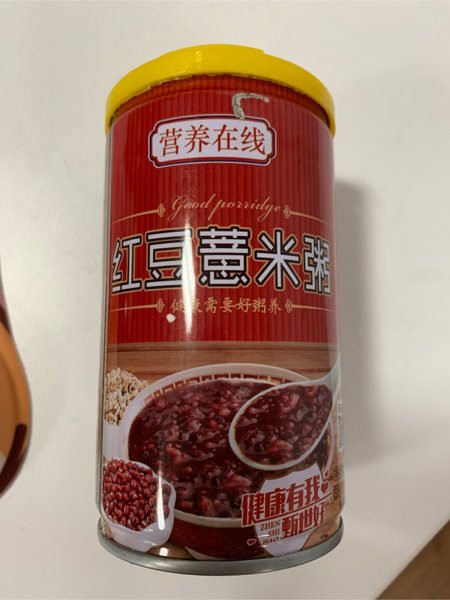 营养在线
Good porridge
红豆薏米粥
健康需要好粥养
健康有我
ZHEN
SHI
HAO
甄世好